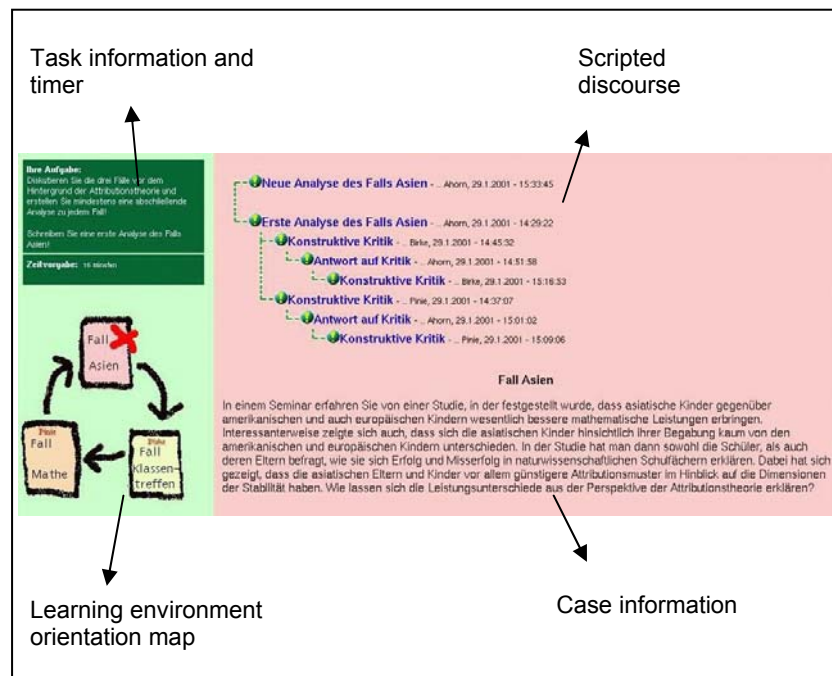 Task information and
timer
Scripted
discourse
Ihre Aufgabe:
Diskutieren Sie die drei Fälle vor dem
Hintergrund der Attributionstheorie und
erstellen Sie mindestens eine abschließende
Analyse zu jedem Fall!
Schreiben Sie eine erste Analyse des Falls
Asien!
Zeitvorgabe: 15 Minuten
Neue Analyse des Falls Asien - .. Ahorn, 29.1.2001 - 15:33:45
Erste Analyse des Falls Asien - .. Ahorn, 29.1.2001 - 14:29:22
Konstruktive Kritik - .. Birke, 29.1.2001 - 14:45:32
Antwort auf Kritik - .. Ahorn, 29.1.2001 - 14:51:58
Konstruktive Kritik - .. Birke, 29.1.2001 - 15:16:53
Konstruktive Kritik - .. Pinie, 29.1.2001 - 14:37:07
Antwort auf Kritik - .. Ahorn, 29.1.2001 - 15:01:02
Konstruktive Kritik - .. Pinie, 29.1.2001 - 15:09:06
Fall
Asien
Pinie
Fall
Mathe
Birke
Fall
Klassen-
treffen
Fall Asien
In einem Seminar erfahren Sie von einer Studie, in der festgestellt wurde, dass asiatische Kinder gegenüber
amerikanischen und auch europäischen Kindern wesentlich bessere mathematische Leistungen erbringen.
Interessanterweise zeigte sich auch, dass sich die asiatischen Kinder hinsichtlich ihrer Begabung kaum von den
amerikanischen und europäischen Kindern unterschieden. In der Studie hat man dann sowohl die Schüler, als auch
deren Eltern befragt, wie sie sich Erfolg und Misserfolg in naturwissenschaftlichen Schulfächern erklären. Dabei hat sich
gezeigt, dass die asiatischen Eltern und Kinder vor allem günstigere Attributionsmuster im Hinblick auf die Dimensionen
der Stabilität haben. Wie lassen sich die Leistungsunterschiede aus der Perspektive der Attributionstheorie erklären?
Learning environment
orientation map
Case information